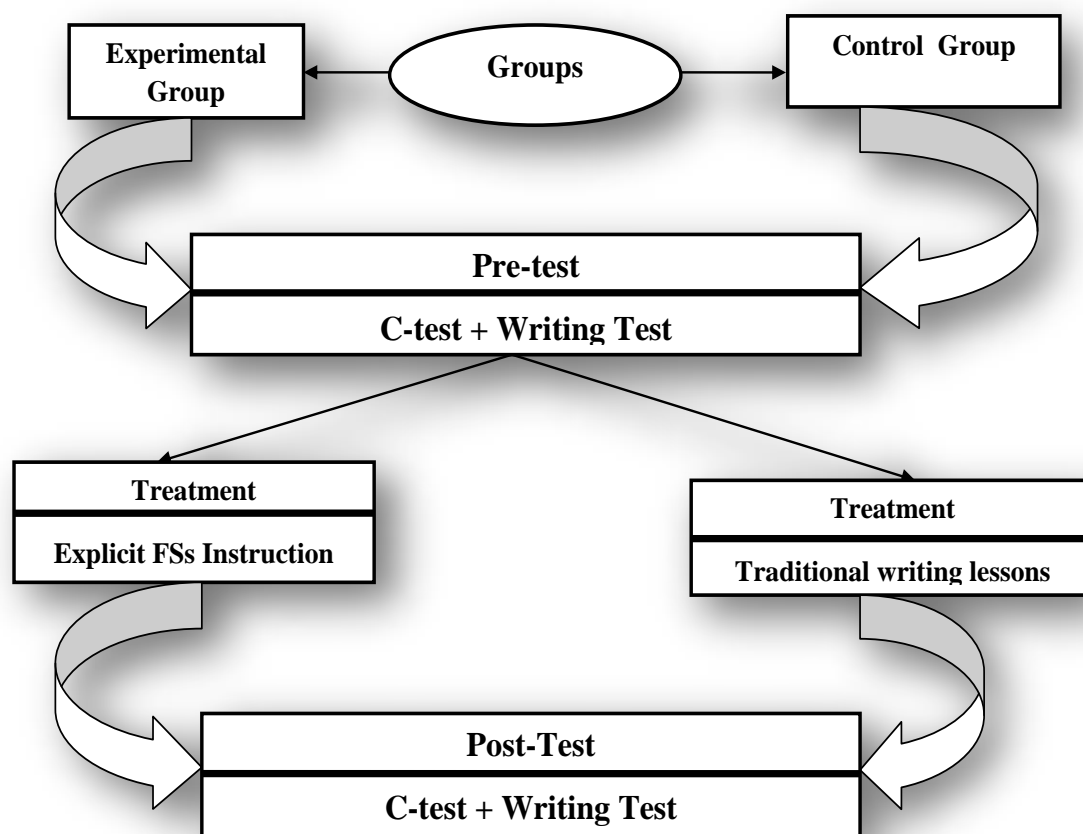 Experimental
Group
Groups
Control Group
Pre-test
C-test + Writing Test
Treatment
Explicit FSs Instruction
Treatment
Traditional writing lessons
Post-Test
C-test + Writing Test